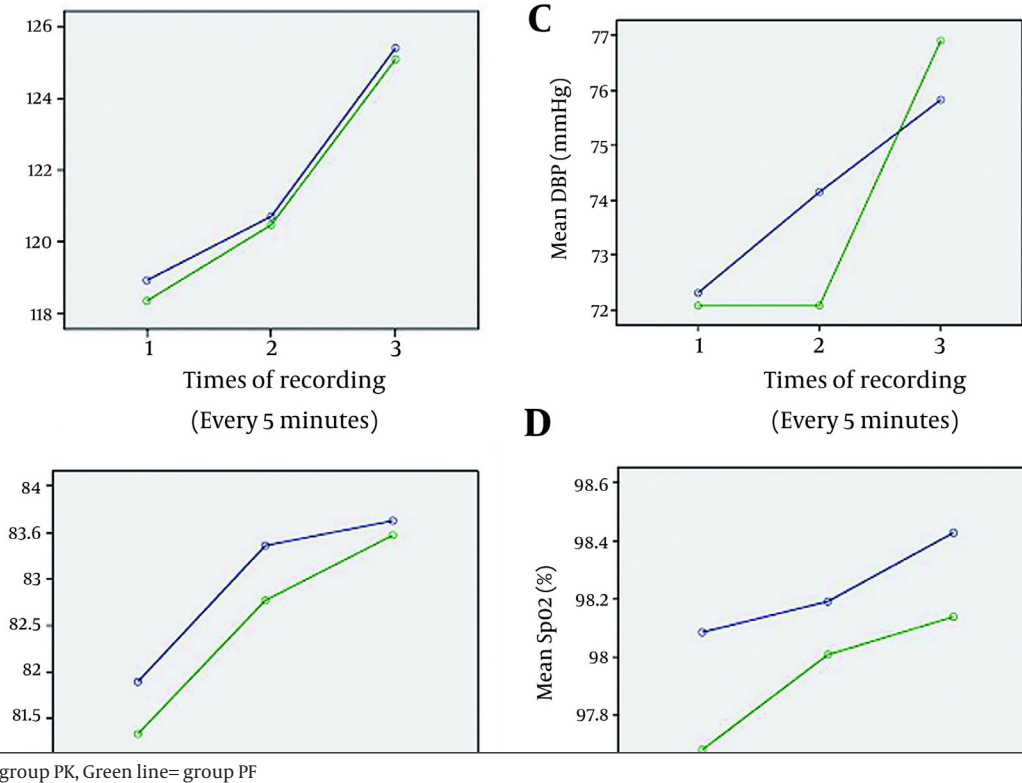 126
124
122
120
118
1 2 3
Times of recording
(Every 5 minutes)
C
Mean DBP (mmHg)
77
76
75
74
73
72
1 2 3
Times of recording
(Every 5 minutes)
84
83.6
83
82.5
82
81.5
D
Mean Spo2 (%)
98.6
98.4
98.2
98
97.8
group PK, Green line= group PF